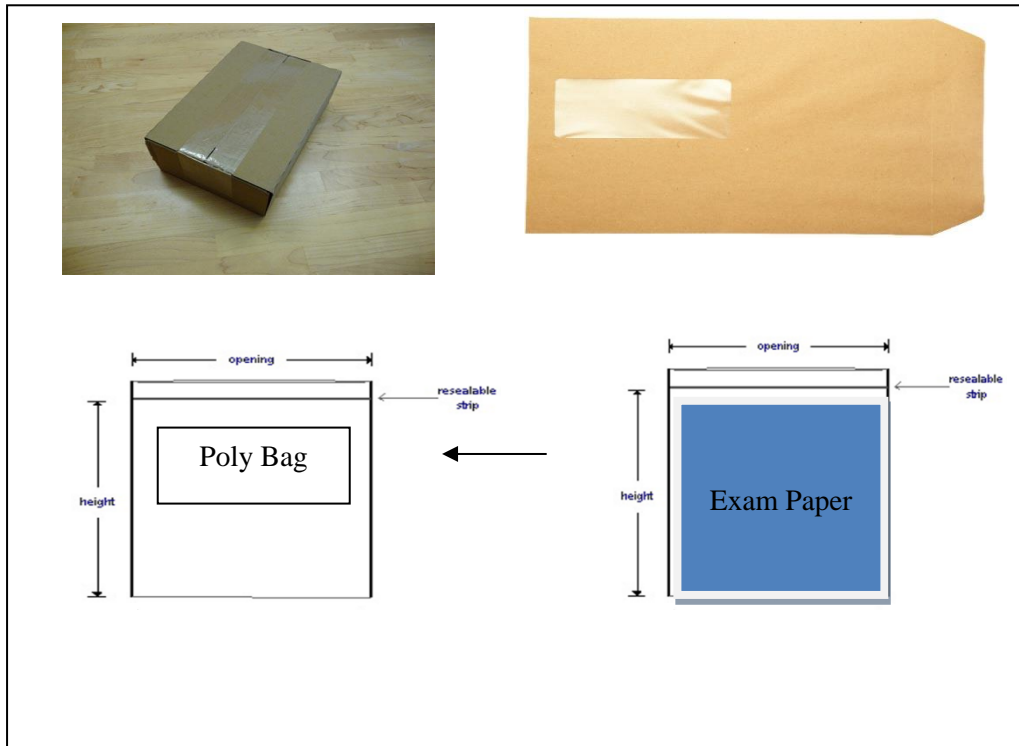 opening
resealable
strip
Poly Bag
height
opening
resealable
strip
height
Exam Paper